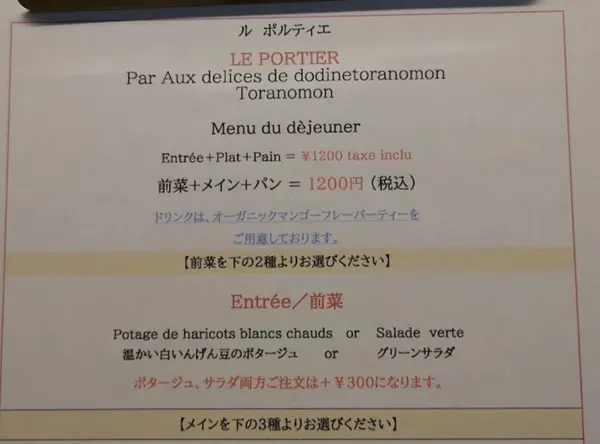 ル ポルティエ
LE PORTIER
Par Aux delices de dodinetoranomon
Toranomon
Menu du dèjeuner
Entrée+Plat+Pain = ¥1200 taxe inclu
前菜+メイン+パン = 1200円 (税込)
ドリンクは、オーガニックマンゴーフレーバーティーを
ご用意しております。
【前菜を下の2種よりお選びください】
Entrée/前菜
Potage de haricots blancs chauds or Salade verte
温かい白いんげん豆のポタージュ or グリーンサラダ
ポタージュ、サラダ両方ご注文は+¥300になります。
【メインを下の3種よりお選びください】